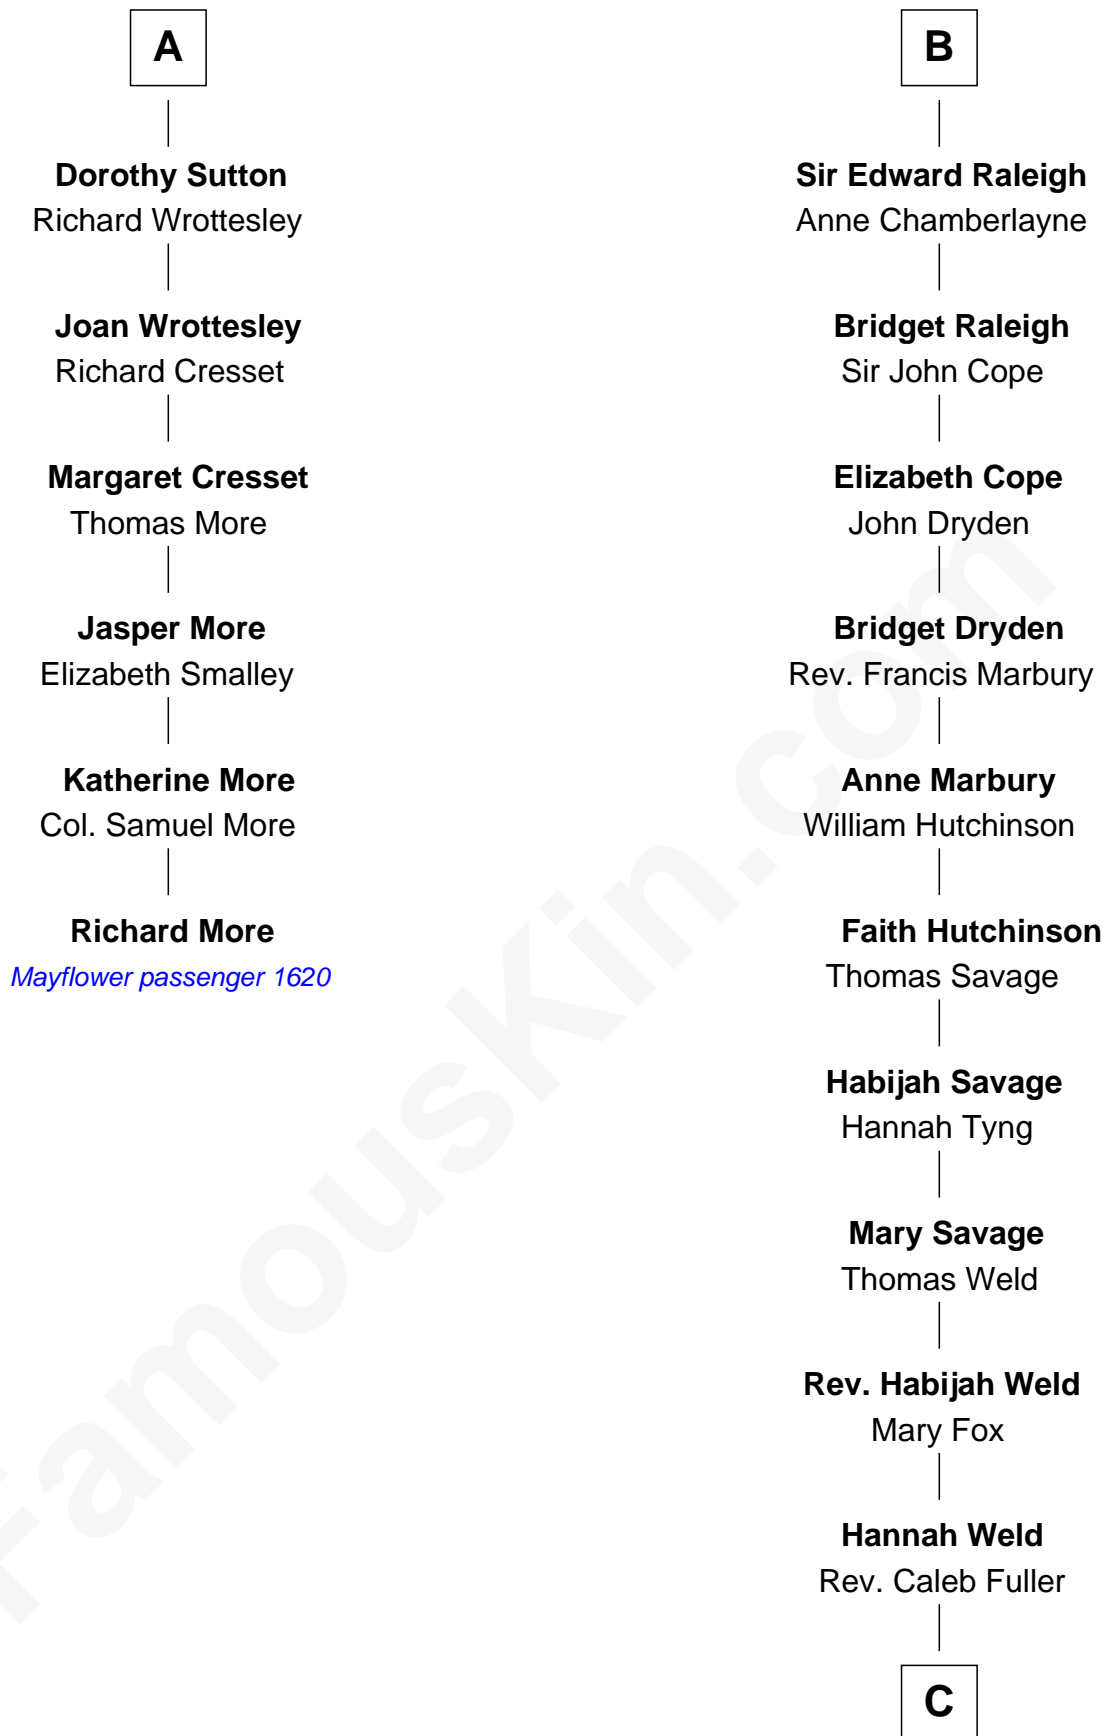 A
Dorothy Sutton
Richard Wrottesley
Joan Wrottesley
Richard Cresset
Margaret Cresset
Thomas More
Jasper More
Elizabeth Smalley
Katherine More
Col. Samuel More
Richard More
Mayflower passenger 1620
B
Sir Edward Raleigh
Anne Chamberlayne
Bridget Raleigh
Sir John Cope
Elizabeth Cope
John Dryden
Bridget Dryden
Rev. Francis Marbury
Anne Marbury
William Hutchinson
Faith Hutchinson
Thomas Savage
Habijah Savage
Hannah Tyng
Mary Savage
Thomas Weld
Rev. Habijah Weld
Mary Fox
Hannah Weld
Rev. Caleb Fuller
C
FamousKin.com